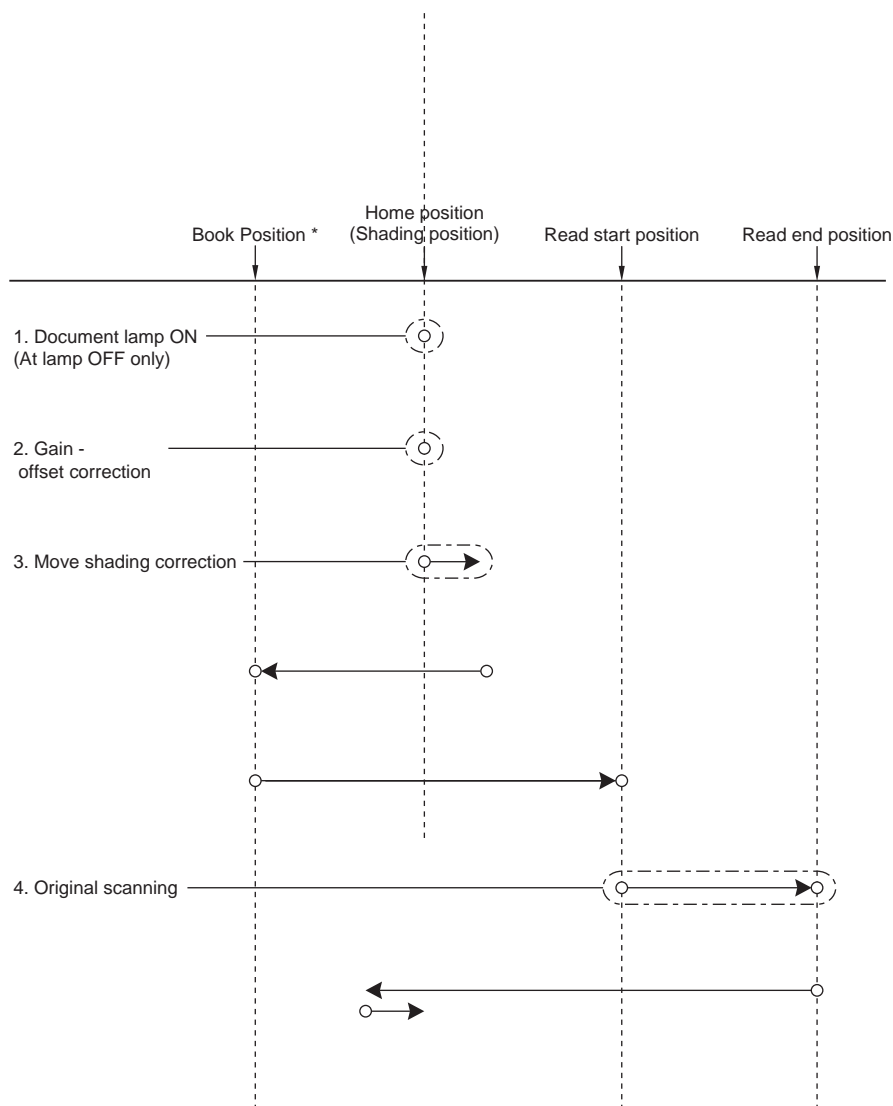 Home position
Book Position *
(Shading position)
Read start position
Read end position
1. Document lamp ON
(At lamp OFF only)
2. Gain -
offset correction
3. Move shading correction
4. Original scanning